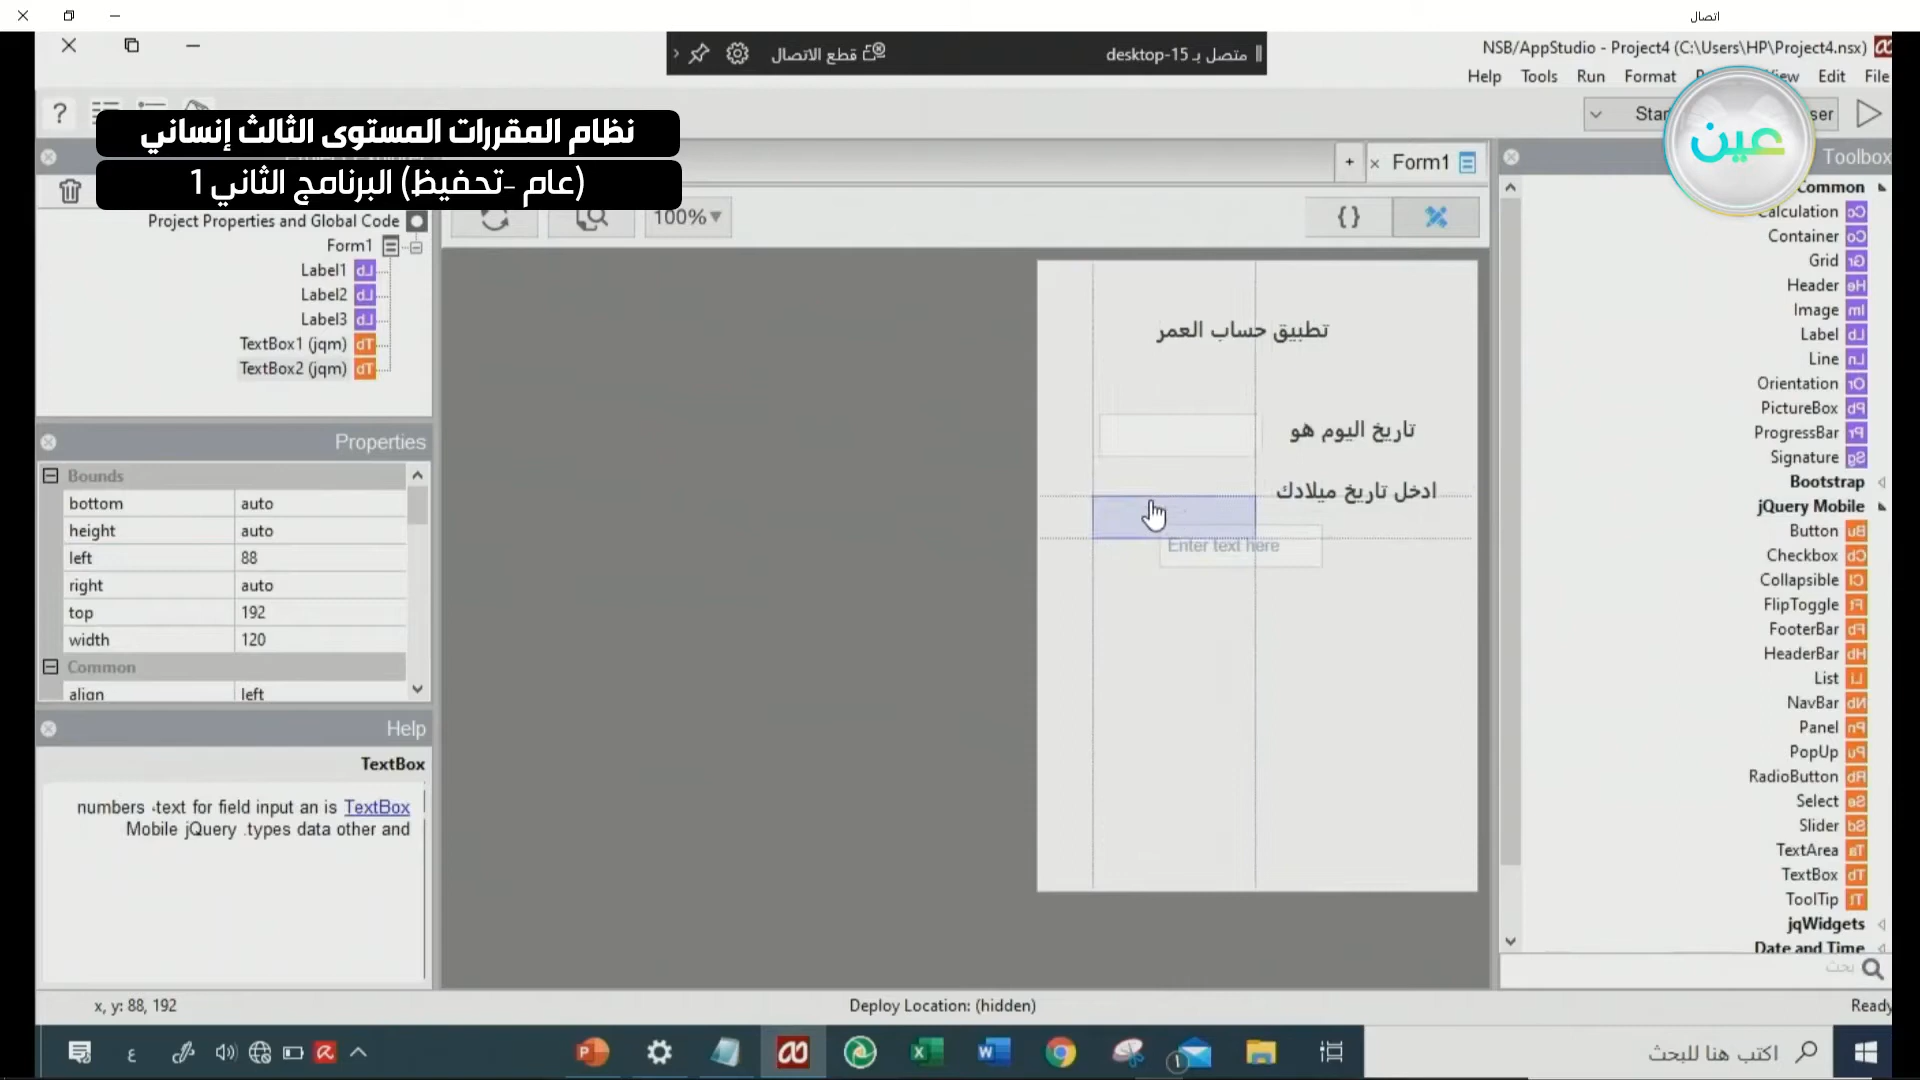 اتصال
NSB/AppStudio - Project4 (C:\Users\HP\Project4.nsx)
متصل بـ desktop-15
قطع الاتصال
File
Edit
View
Format
Run
Tools
Help
نظام المقررات المستوى الثالث إنساني
(عام -تحفيظ) البرنامج الثاني 1
عين
Form1
100%
{ }
Project Properties and Global Code
Form1
Label1
Label2
Label3
TextBox1 (jqm)
TextBox2 (jqm)
Properties
Bounds
bottom auto
height auto
left 88
right auto
top 192
width 120
Common
align left
Help
TextBox
numbers ،text for field input an is TextBox
Mobile jQuery .types data other and
تطبيق حساب العمر
تاريخ اليوم هو
ادخل تاريخ ميلادك
Enter text here
Toolbox
Common
Calculation
Container
Grid
Header
Image
Label
Line
Orientation
PictureBox
ProgressBar
Signature
Bootstrap
jQuery Mobile
Button
Checkbox
Collapsible
FlipToggle
FooterBar
HeaderBar
List
NavBar
Panel
PopUp
RadioButton
Select
Slider
TextArea
TextBox
ToolTip
jqWidgets
Date and Time
بحث
x, y: 88, 192
Deploy Location: (hidden)
Ready
اكتب هنا للبحث
ع